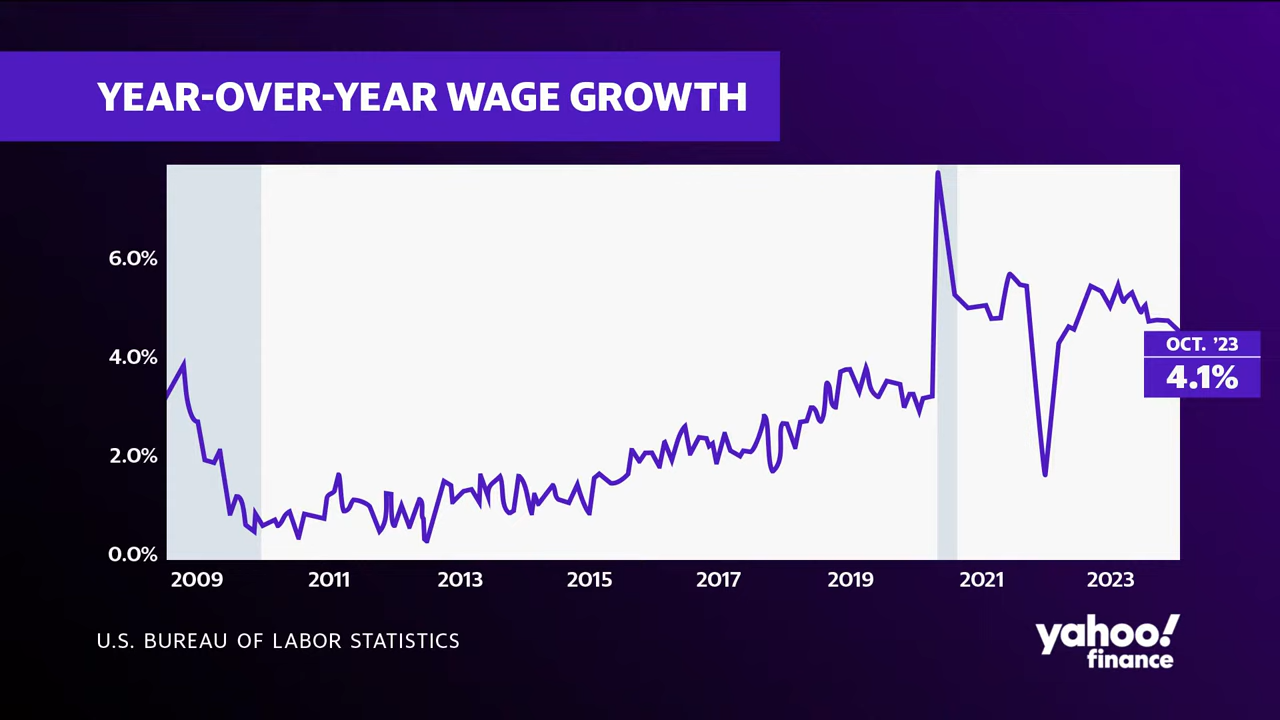 YEAR-OVER-YEAR WAGE GROWTH
6.0%
4.0%
2.0%
0.0%
OCT. ’23
4.1%
2009 2011 2013 2015 2017 2019 2021 2023
U.S. BUREAU OF LABOR STATISTICS
yahoo!
finance